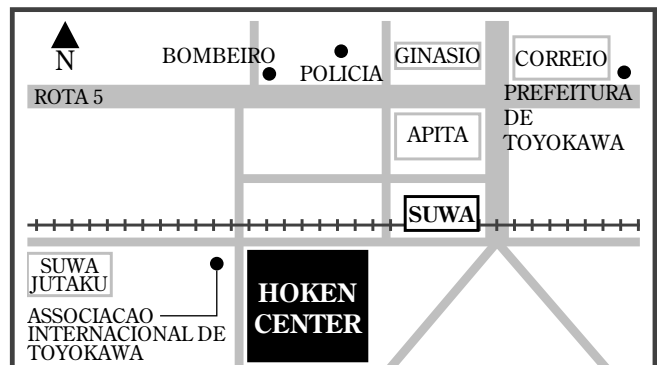 N
BOMBEIRO
POLICIA
GINASIO
CORREIO
ROTA 5
PREFEITURA
DE
TOYOKAWA
APITA
SUWA
SUWA
JUTAKU
ASSOCIACAO
INTERNACIONAL DE
TOYOKAWA
HOKEN
CENTER